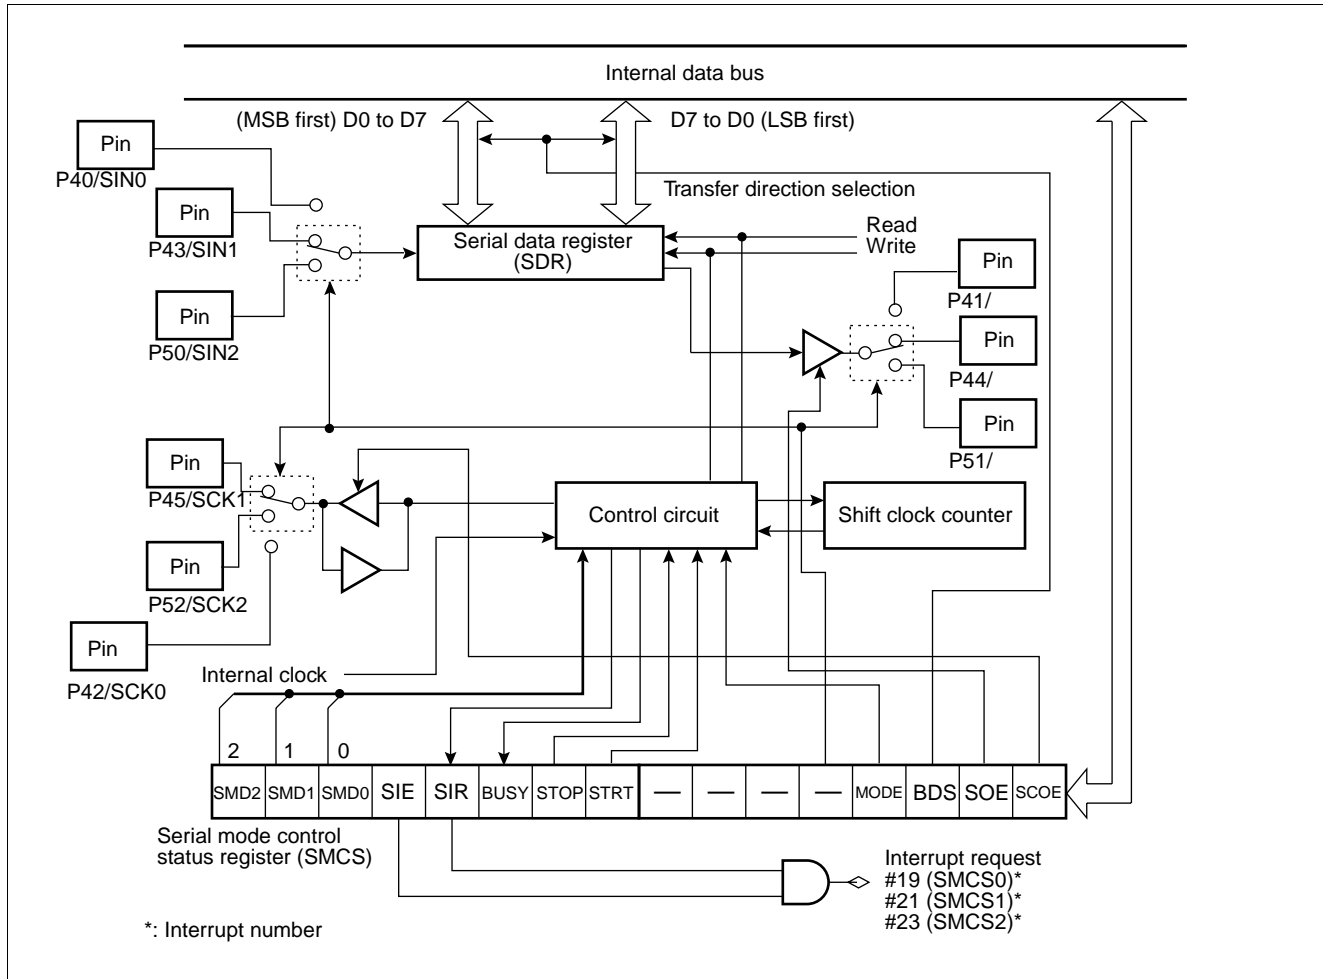 Internal data bus
(MSB first) D0 to D7
D7 to D0 (LSB first)
Pin
P40/SIN0
Transfer direction selection
Pin
P43/SIN1
Serial data register
(SDR)
Read
Write
Pin
P41/
Pin
P50/SIN2
Pin
P44/
Pin
P51/
Pin
P45/SCK1
Control circuit
Shift clock counter
Pin
P52/SCK2
Pin
P42/SCK0
Internal clock
2 1 0
SMD2 SMD1 SMD0 SIE SIR BUSY STOP STRT — — — — MODE BDS SOE SCOE
Serial mode control
status register (SMCS)
Interrupt request
#19 (SMCS0)*
#21 (SMCS1)*
#23 (SMCS2)*
*: Interrupt number